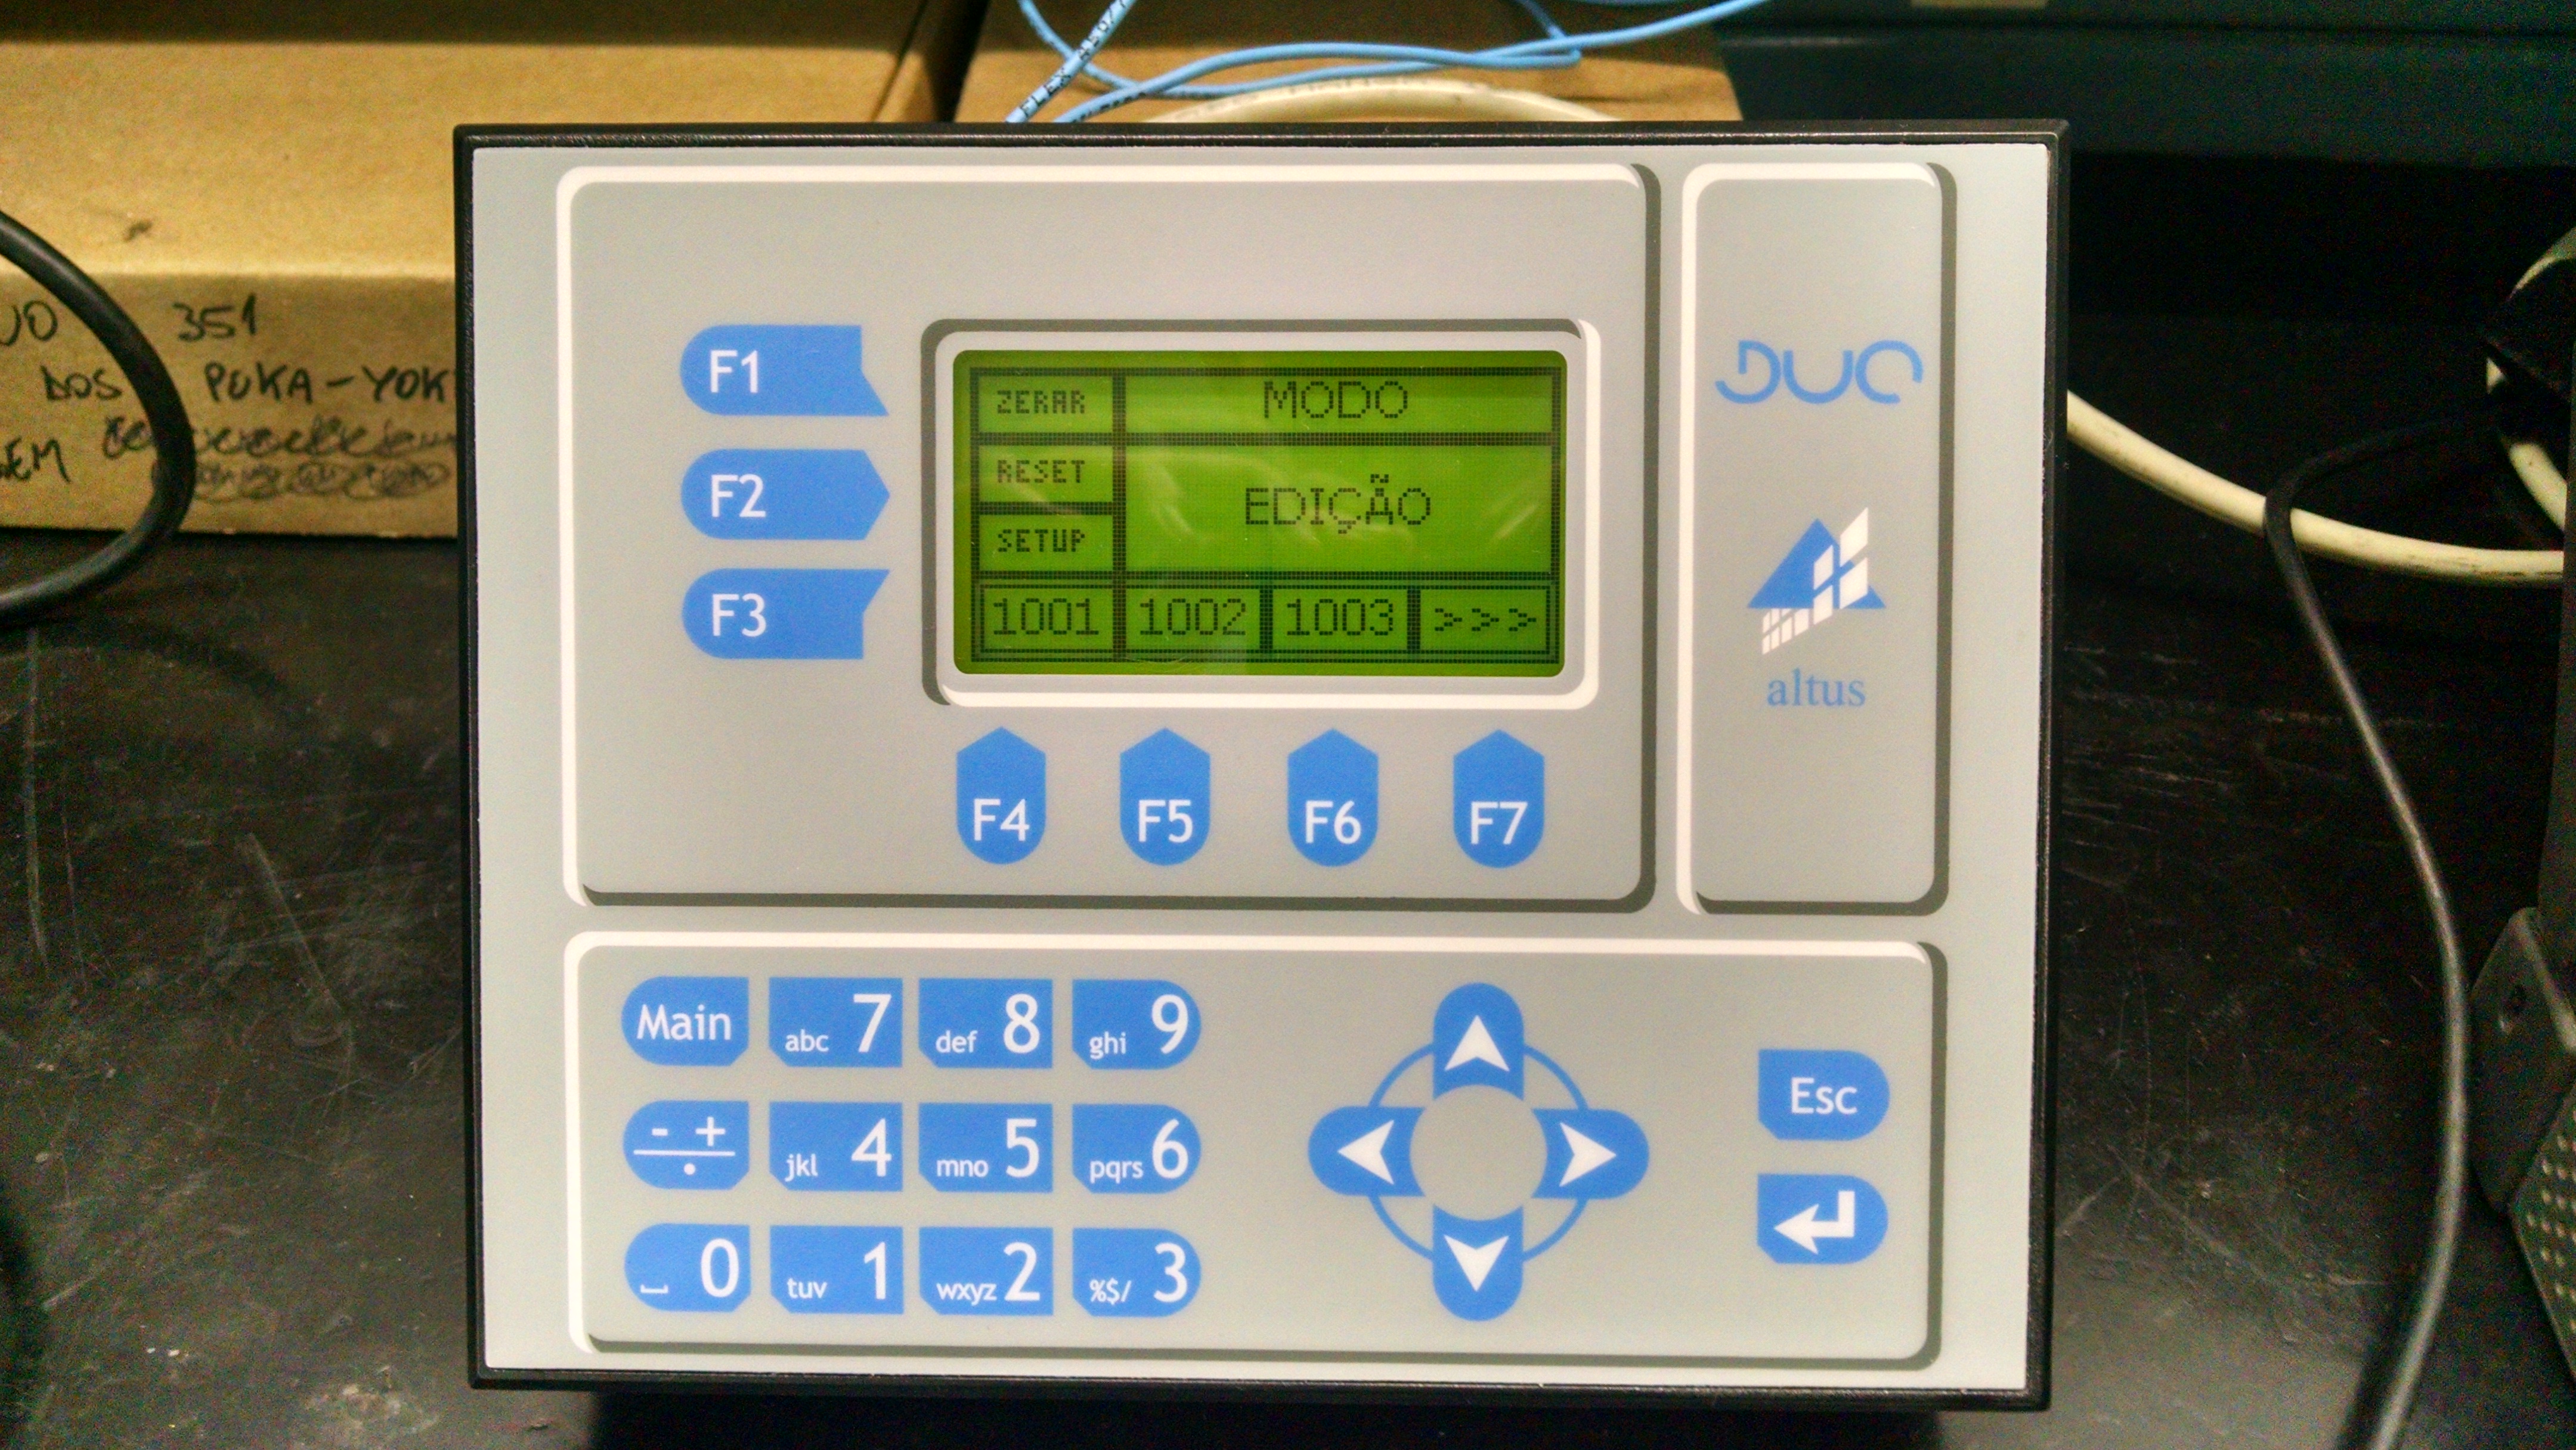 FLEX
351
DOS POKA-YOK
EM
F1
F2
F3
ZERAR
MODO
RESET
EDIÇÃO
SETUP
1001 1002 1003 >>>
DUO
altus
F4 F5 F6 F7
Main abc 7 def 8 ghi 9
- + . jkl 4 mno 5 pqrs 6
0 tuv 1 wxyz 2 %$/ 3
Esc